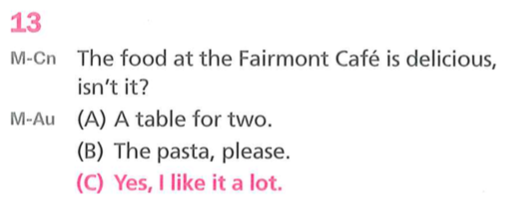 13
M-Cn The food at the Fairmont Café is delicious,
isn't it?
M-Au (A) A table for two.
(B) The pasta, please.
(C) Yes, I like it a lot.